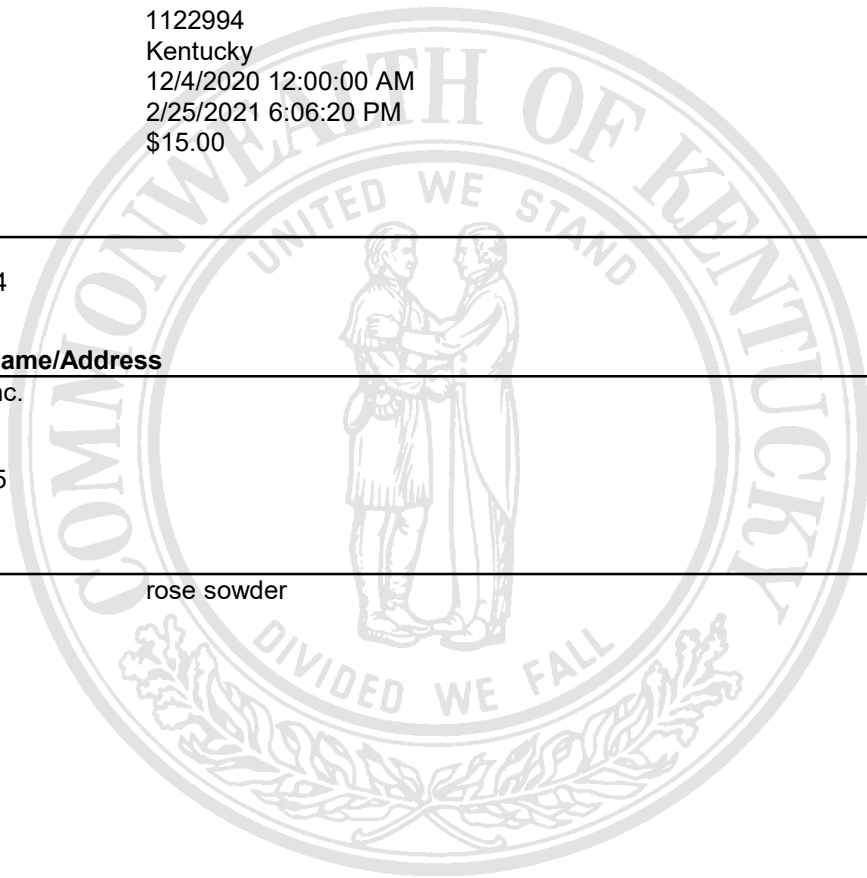 1122994
Kentucky
12/4/2020 12:00:00 AM
2/25/2021 6:06:20 PM
$15.00
COMMONWEALTH OF KENTUCKY
UNITED WE STAND
4
ame/Address
nc.
5
rose sowder
DIVIDED WE FALL